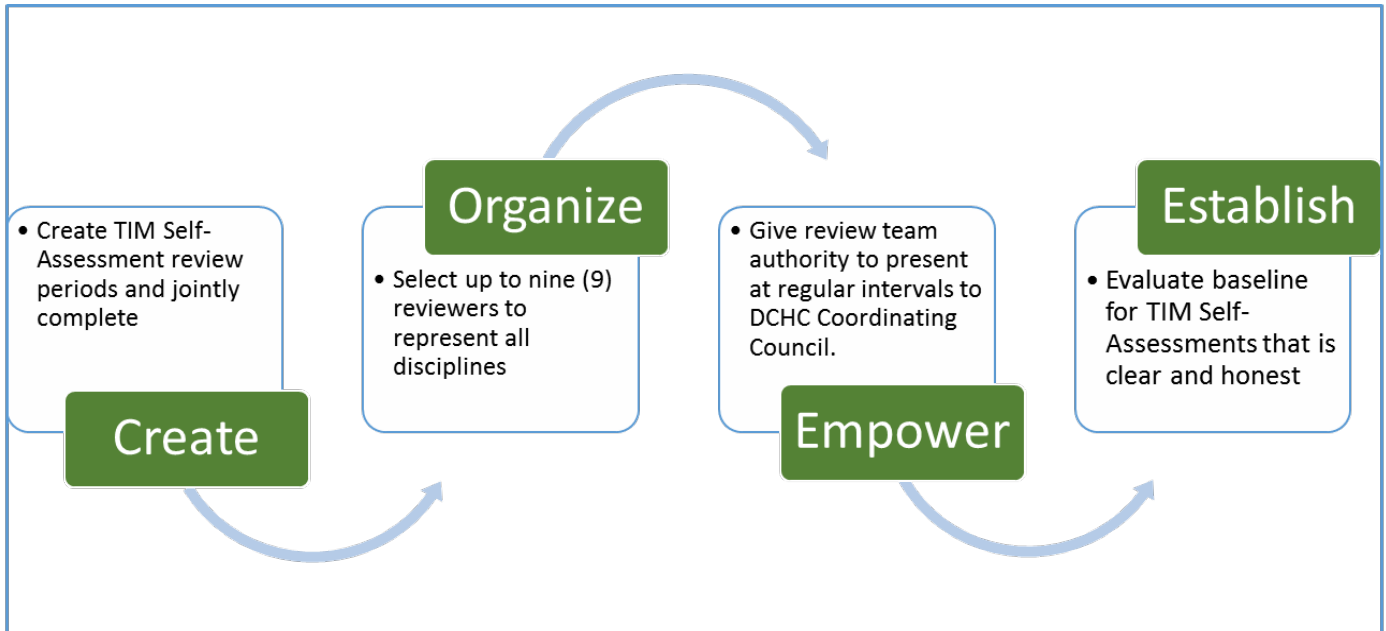 • Create TIM Self-
Assessment review
periods and jointly
complete
Create
Organize
• Select up to nine (9)
reviewers to
represent all
disciplines
• Give review team
authority to present
at regular intervals to
DCHC Coordinating
Council.
Empower
Establish
• Evaluate baseline
for TIM Self-
Assessments that is
clear and honest